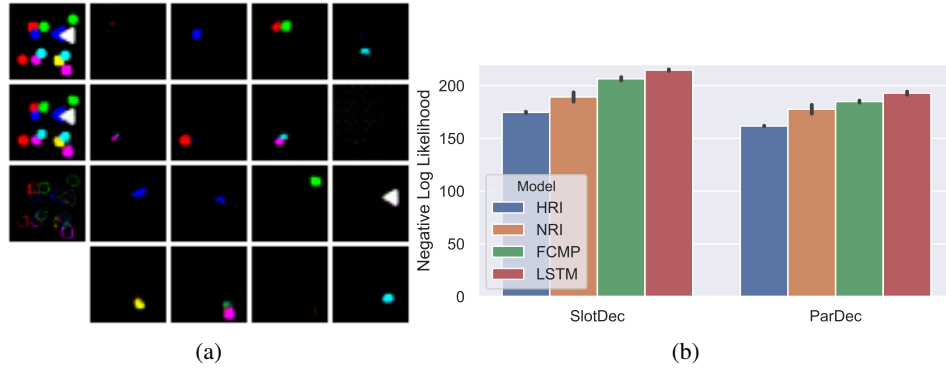 Negative Log Likelihood
200
150
100
50
0
Model
HRI
NRI
FCMP
LSTM
SlotDec
ParDec
(a)
(b)